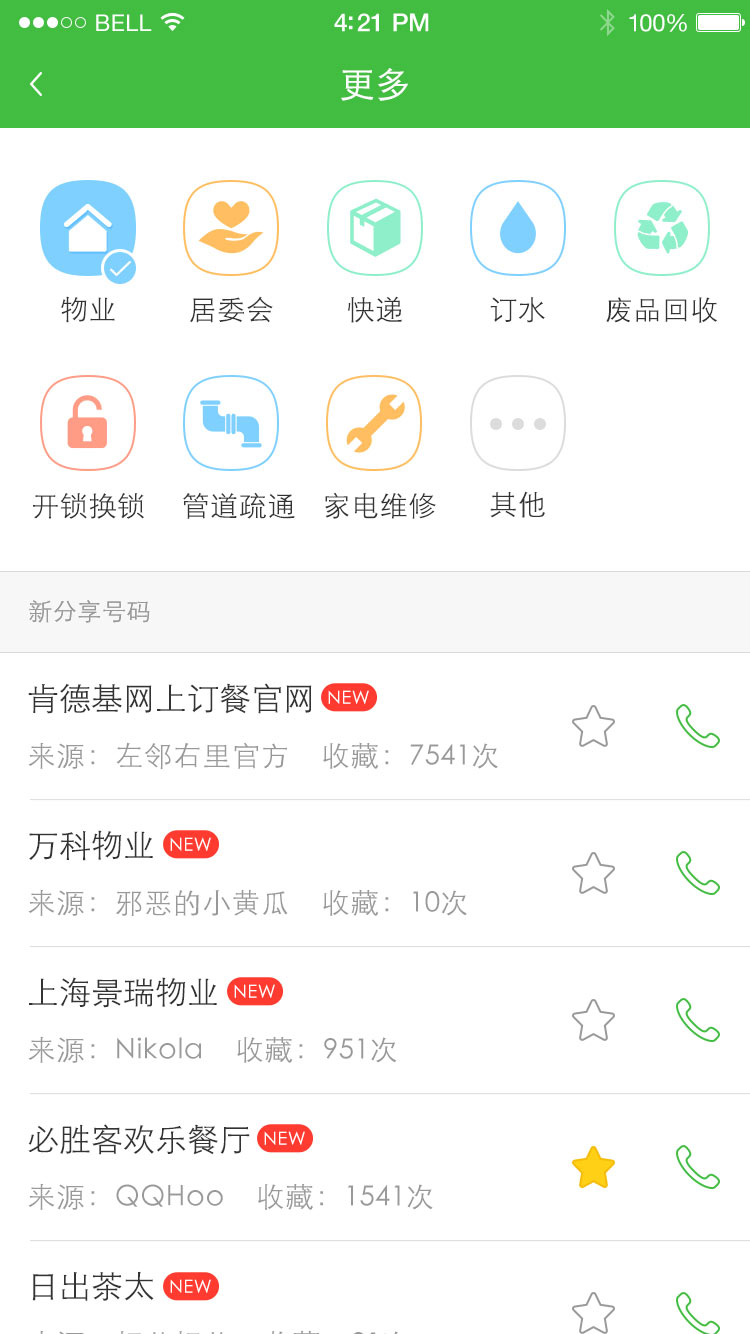 BELL 4:21 PM 100%
更多
物业 居委会 快递 订水 废品回收
开锁换锁 管道疏通 家电维修 其他
新分享号码
肯德基网上订餐官网 NEW
来源：左邻右里官方 收藏：7541次
万科物业 NEW
来源：邪恶的小黄瓜 收藏：10次
上海景瑞物业 NEW
来源：Nikola 收藏：951次
必胜客欢乐餐厅 NEW
来源：QQHoo 收藏：1541次
日出茶太 NEW